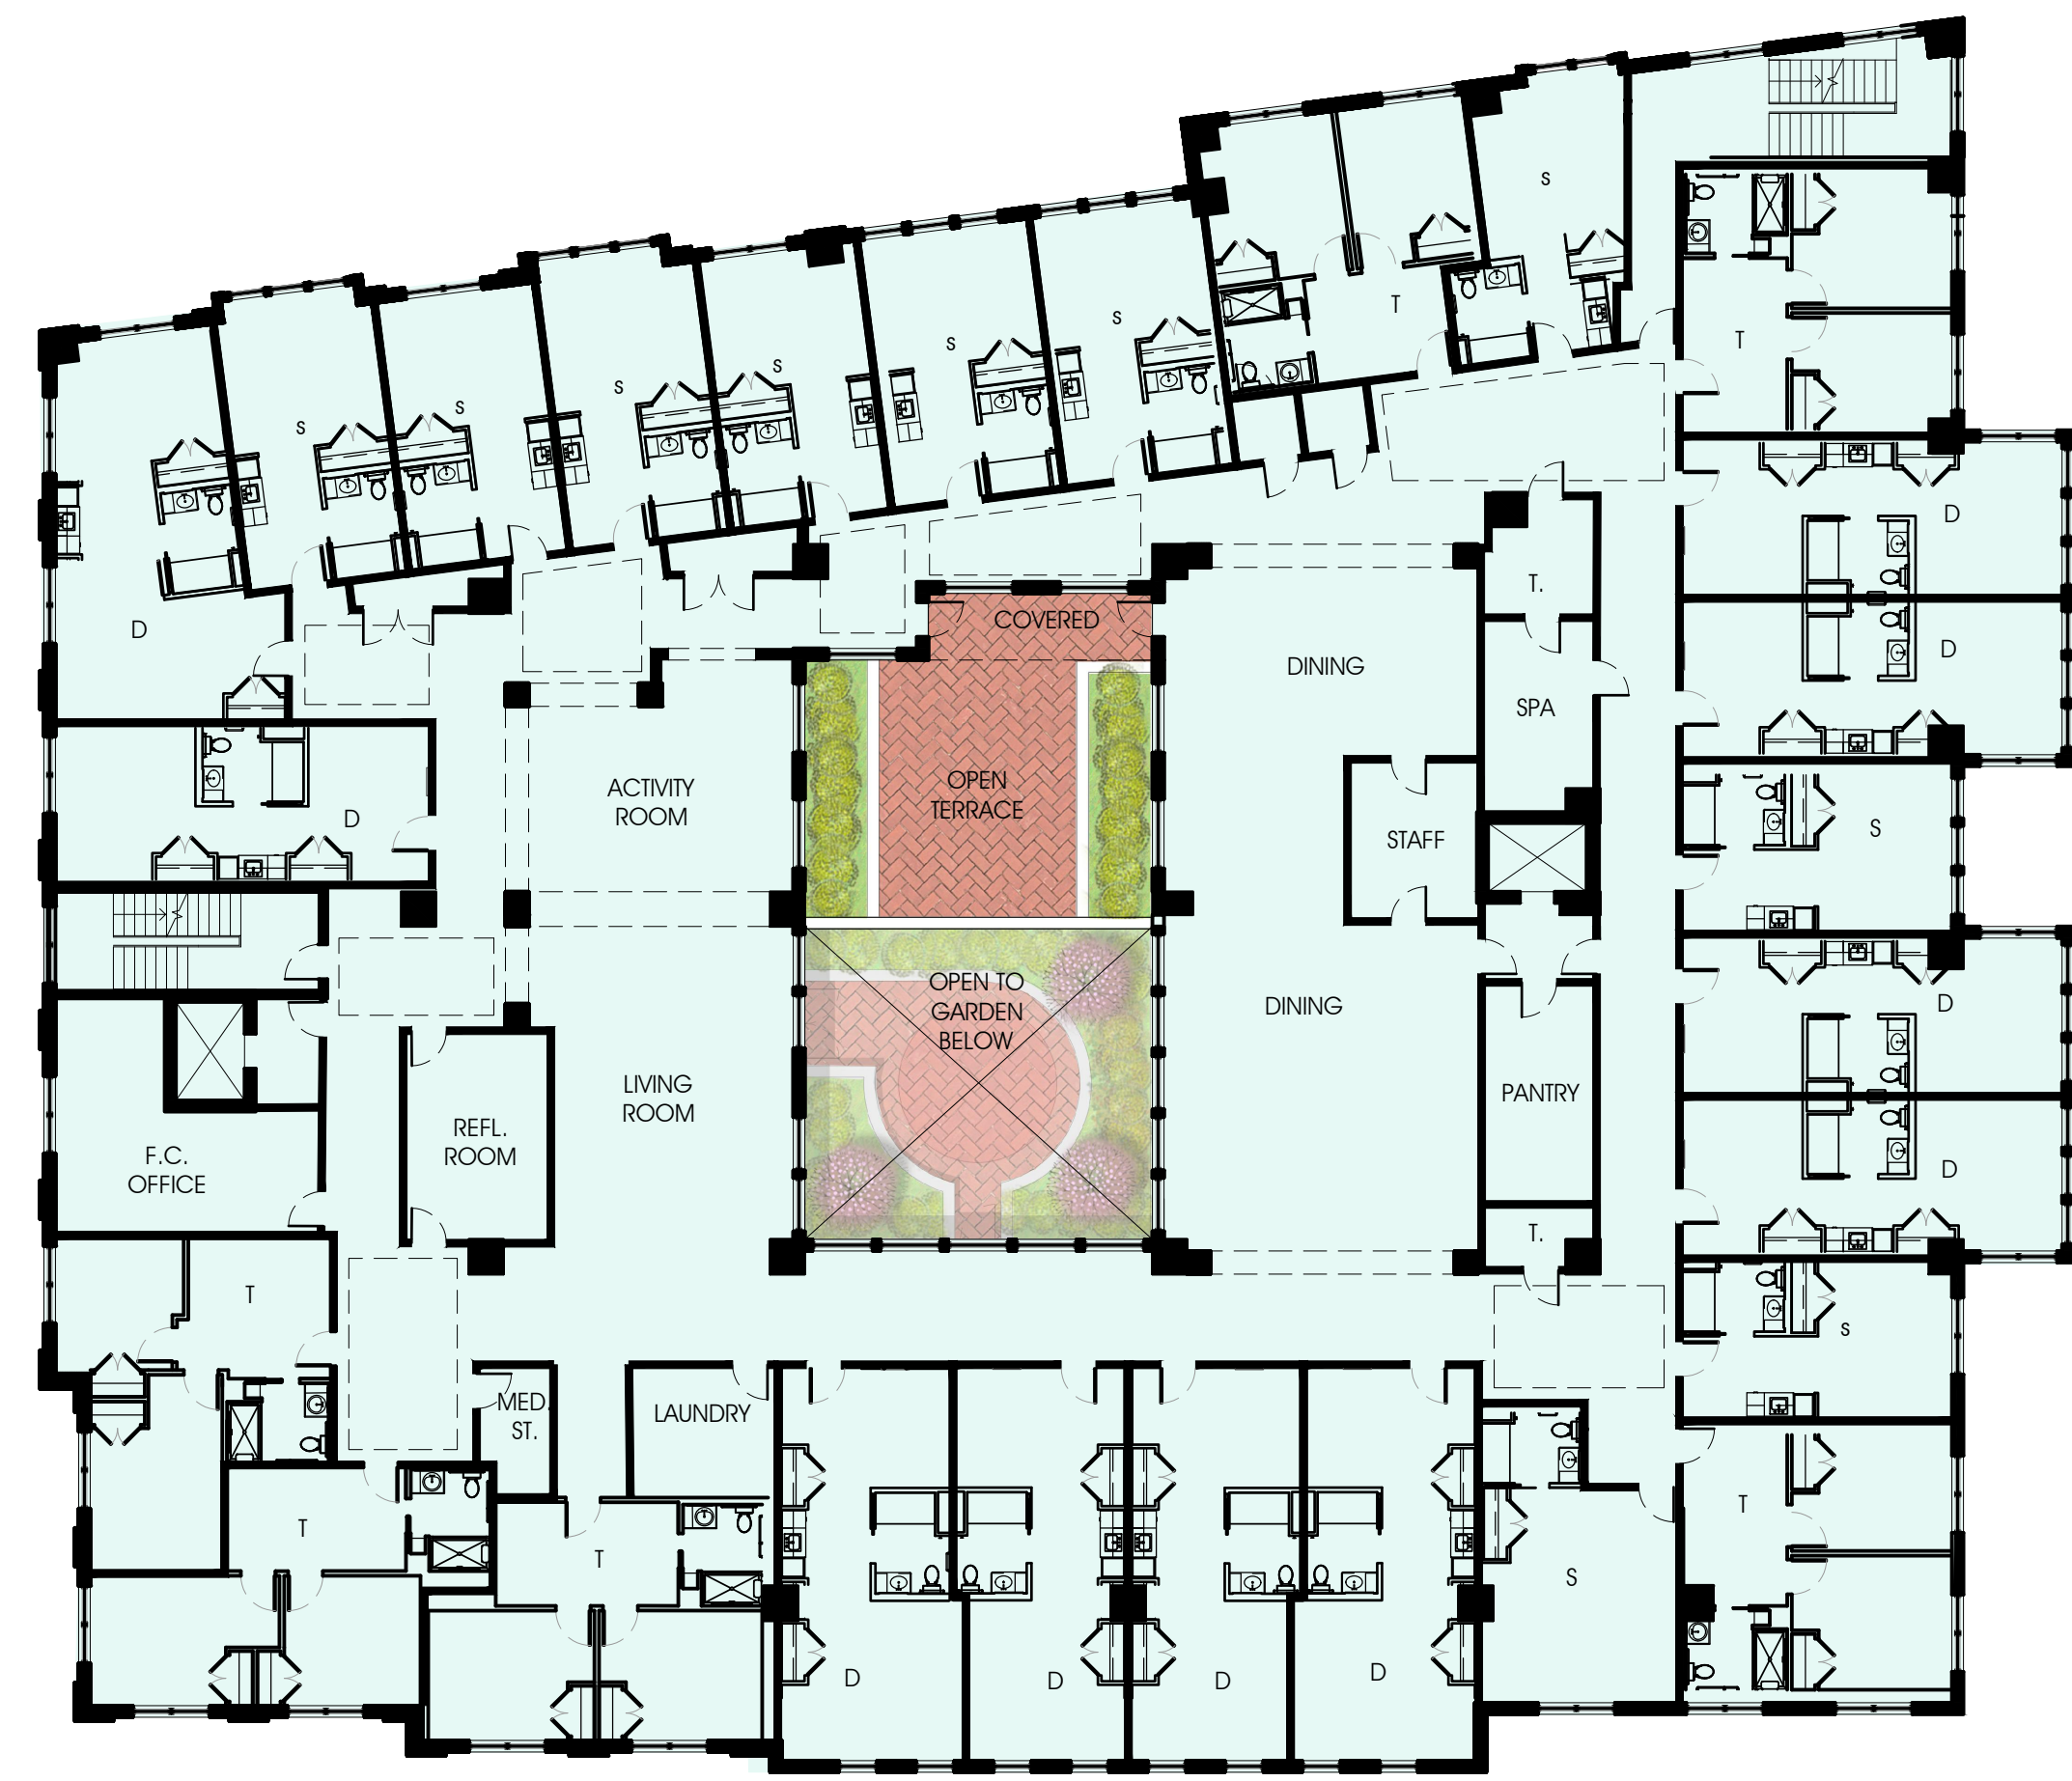 s
T
s
T
s
s
s
s
s
s
D
D
T.
COVERED
D
DINING
D
SPA
ACTIVITY
ROOM
OPEN
TERRACE
D
STAFF
S
OPEN TO
GARDEN
BELOW
DINING
D
LIVING
ROOM
PANTRY
REFL.
ROOM
F.C.
OFFICE
D
T.
T
s
MED.
ST.
LAUNDRY
T
T
T
S
D
D
D
D